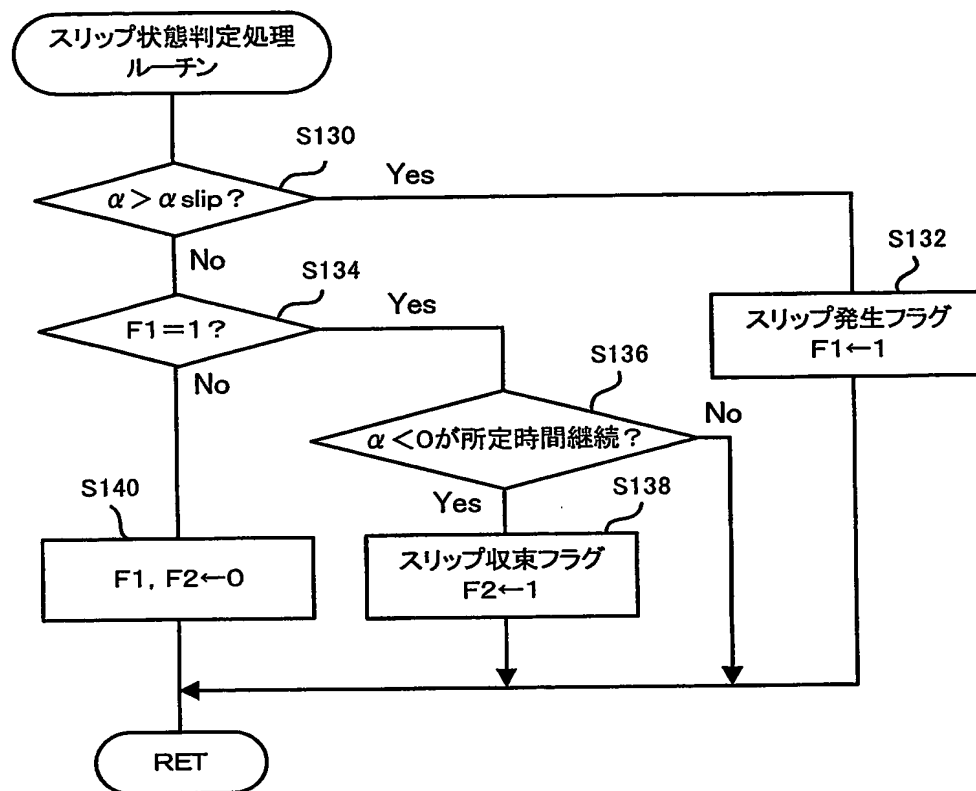 スリップ状態判定処理
ルーチン
S130
α>αslip?
Yes
No
S132
スリップ発生フラグ
F1←1
S134
F1=1?
Yes
No
S136
α<0が所定時間継続?
No
Yes
S138
スリップ収束フラグ
F2←1
S140
F1, F2←0
RET